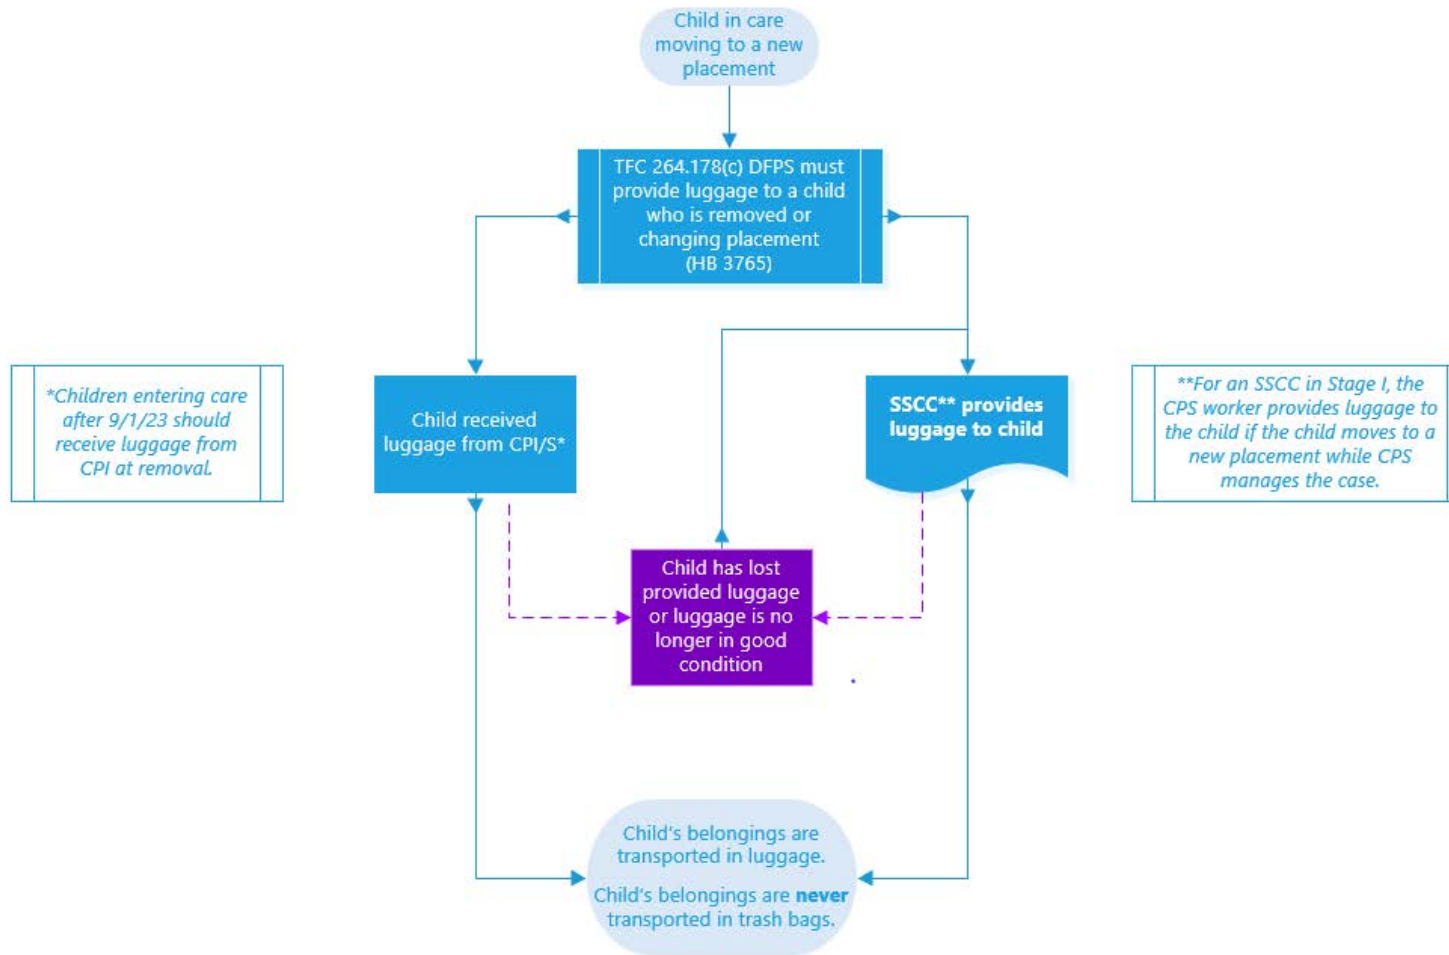 Child in care
moving to a new
placement
TFC 264.178(c) DFPS must
provide luggage to a child
who is removed or
changing placement
(HB 3765)
*Children entering care
after 9/1/23 should
receive luggage from
CPI at removal.
Child received
luggage from CPI/S*
SSCC** provides
luggage to child
**For an SSCC in Stage I, the
CPS worker provides luggage to
the child if the child moves to a
new placement while CPS
manages the case.
Child has lost
provided luggage
or luggage is no
longer in good
condition
Child's belongings are
transported in luggage.
Child's belongings are never
transported in trash bags.